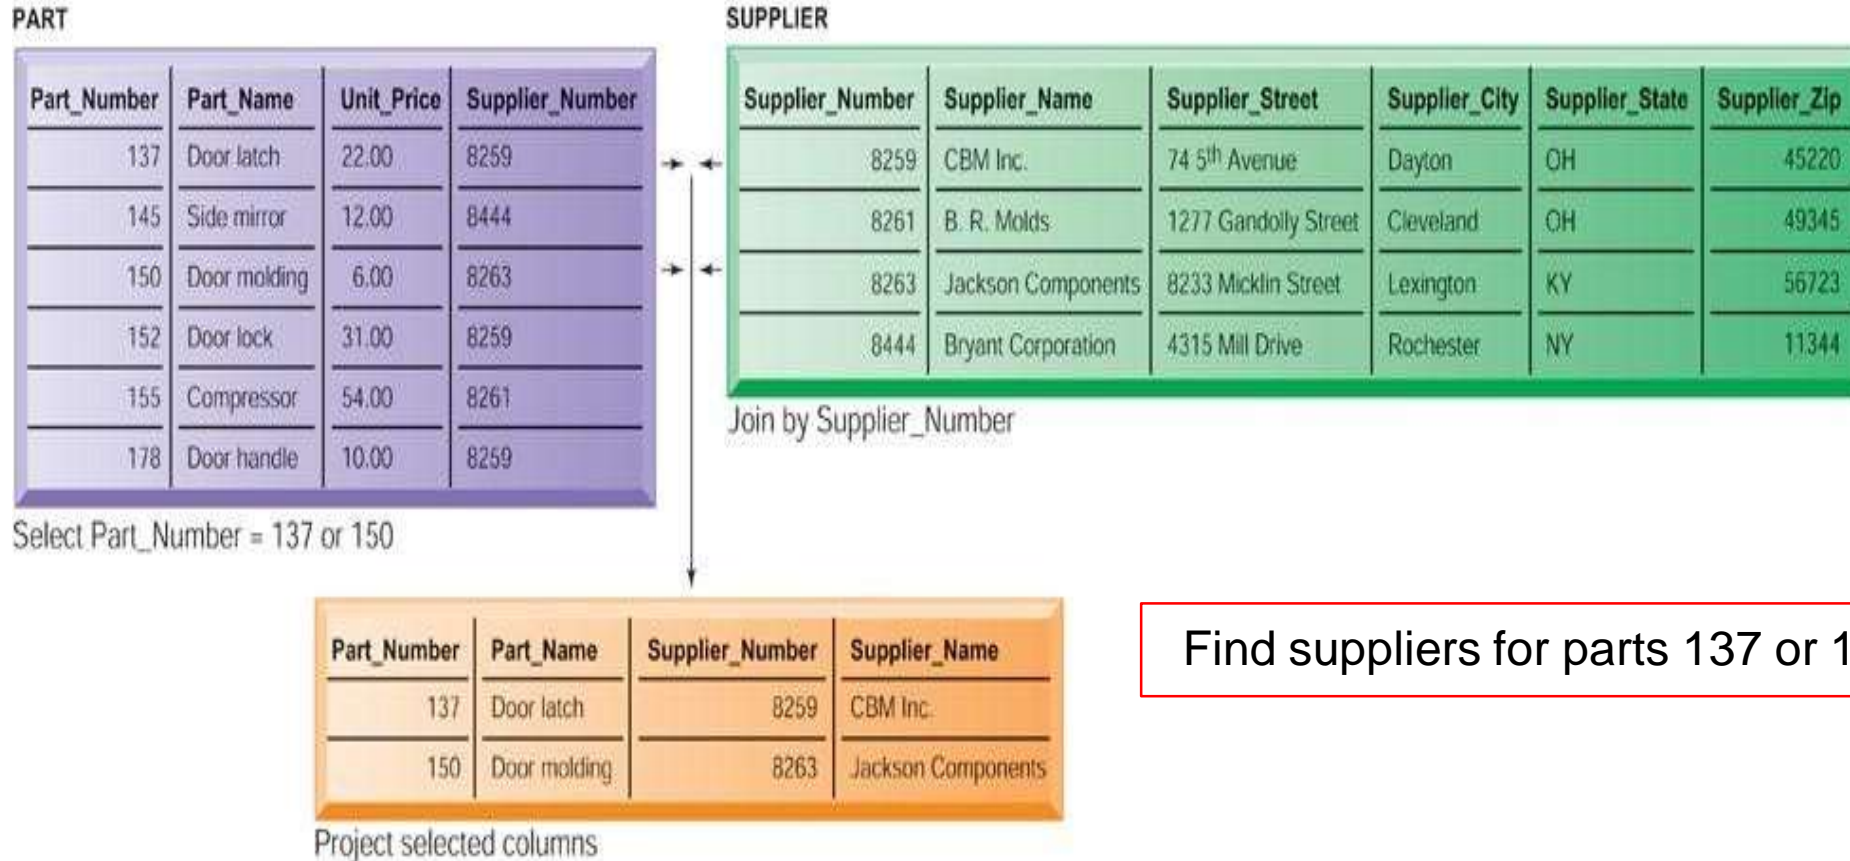 PART
Part_Number Part_Name Unit_Price Supplier_Number
137 Door latch 22.00 8259
145 Side mirror 12.00 8444
150 Door molding 6.00 8263
152 Door lock 31.00 8259
155 Compressor 54.00 8261
178 Door handle 10.00 8259
Select Part_Number = 137 or 150
SUPPLIER
Supplier_Number Supplier_Name Supplier_Street Supplier_City Supplier_State Supplier_Zip
8259 CBM Inc. 74 5th Avenue Dayton OH 45220
8261 B. R. Molds 1277 Gandolly Street Cleveland OH 49345
8263 Jackson Components 8233 Micklin Street Lexington KY 56723
8444 Bryant Corporation 4315 Mill Drive Rochester NY 11344
Join by Supplier_Number
Part_Number Part_Name Supplier_Number Supplier_Name
137 Door latch 8259 CBM Inc.
150 Door molding 8263 Jackson Components
Project selected columns
Find suppliers for parts 137 or 1